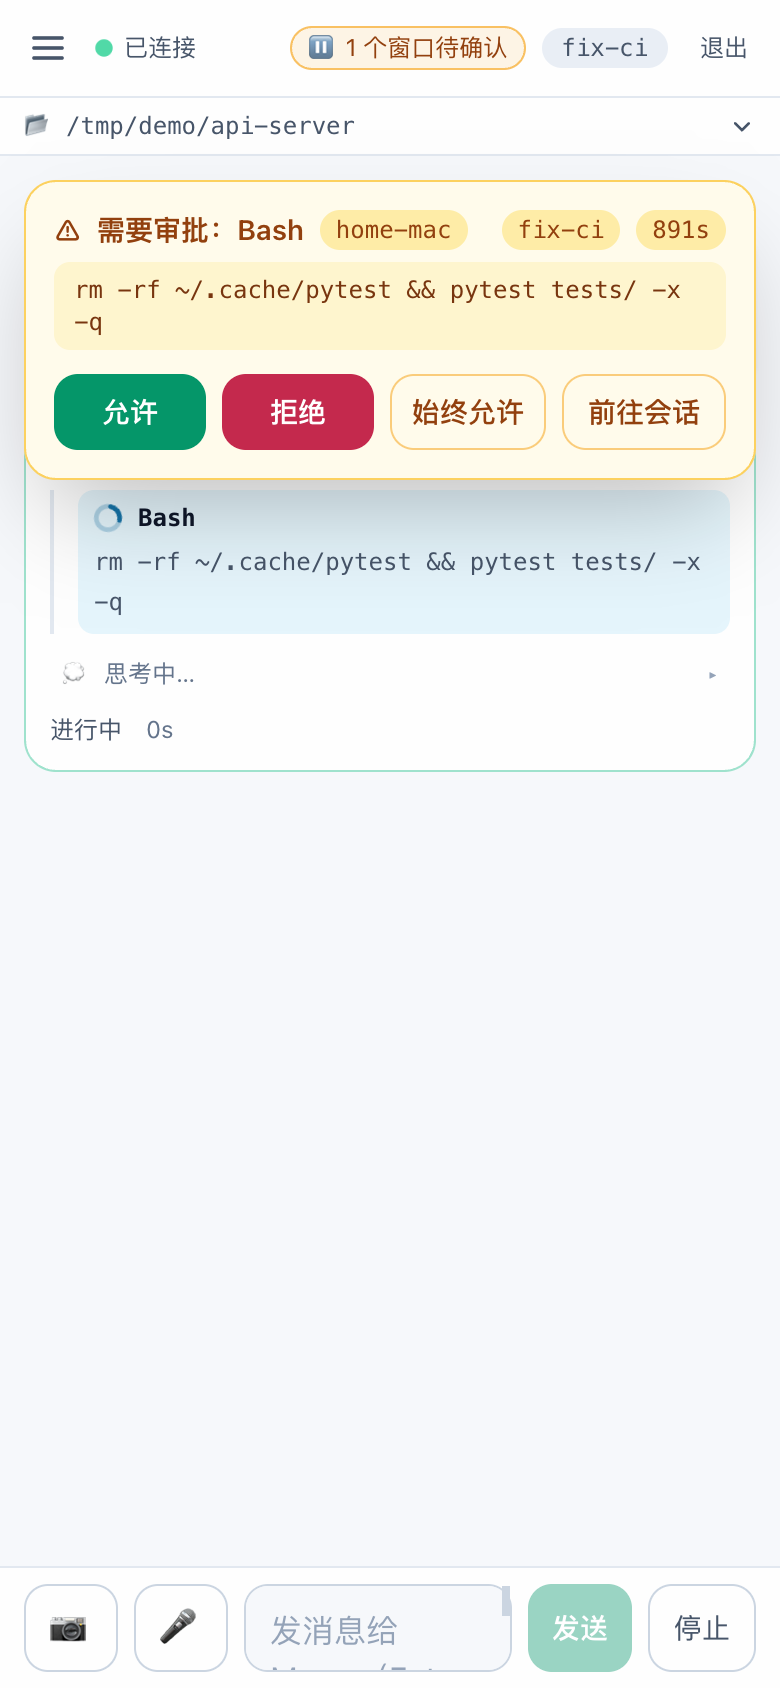 已连接
1 个窗口待确认
fix-ci
退出
/tmp/demo/api-server
需要审批：Bash
home-mac
fix-ci
891s
rm -rf ~/.cache/pytest && pytest tests/ -x
-q
允许
拒绝
始终允许
前往会话
Bash
rm -rf ~/.cache/pytest && pytest tests/ -x
-q
思考中...
进行中 0s
发消息给
发送
停止